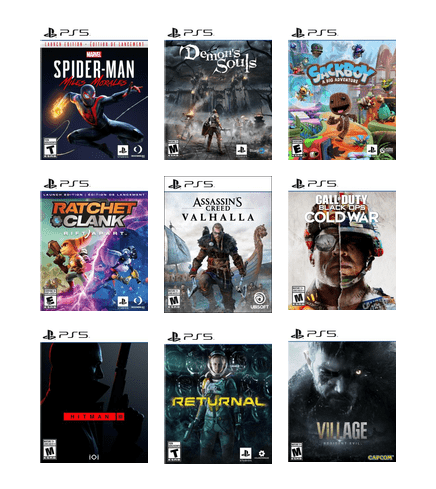 PS5
PS5
PS5
LAUNCH EDITION - ÉDITION DE LANCEMENT
MARVEL
SPIDER-MAN
MILES MORALES
T
Demon's
Souls
M
SACKBOY
A BIG ADVENTURE
E
PS5
PS5
PS5
LAUNCH EDITION - ÉDITION DE LANCEMENT
RATCHET
CLANK
RIFT APART
E
ASSASSIN'S
CREED
VALHALLA
M
UBISOFT
CALL OF DUTY
BLACK OPS
COLD WAR
M
PS5
PS5
PS5
HITMAN 3
M
IOI
RETURNAL
T
VILLAGE
RESIDENT EVIL
M
CAPCOM